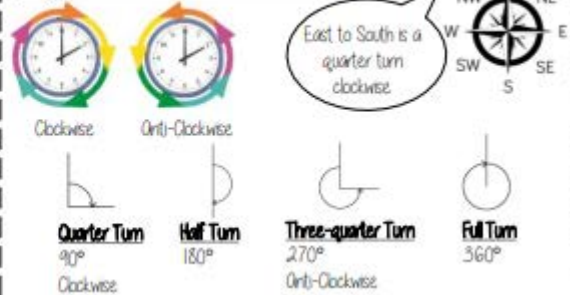 NW NE
East to South is a
quarter turn
clockwise
W E
SW SE
S
Clockwise
Anti-Clockwise
Quarter Turn
90°
Clockwise
Half Turn
180°
Three-quarter Turn
270°
Anti-Clockwise
Full Turn
360°